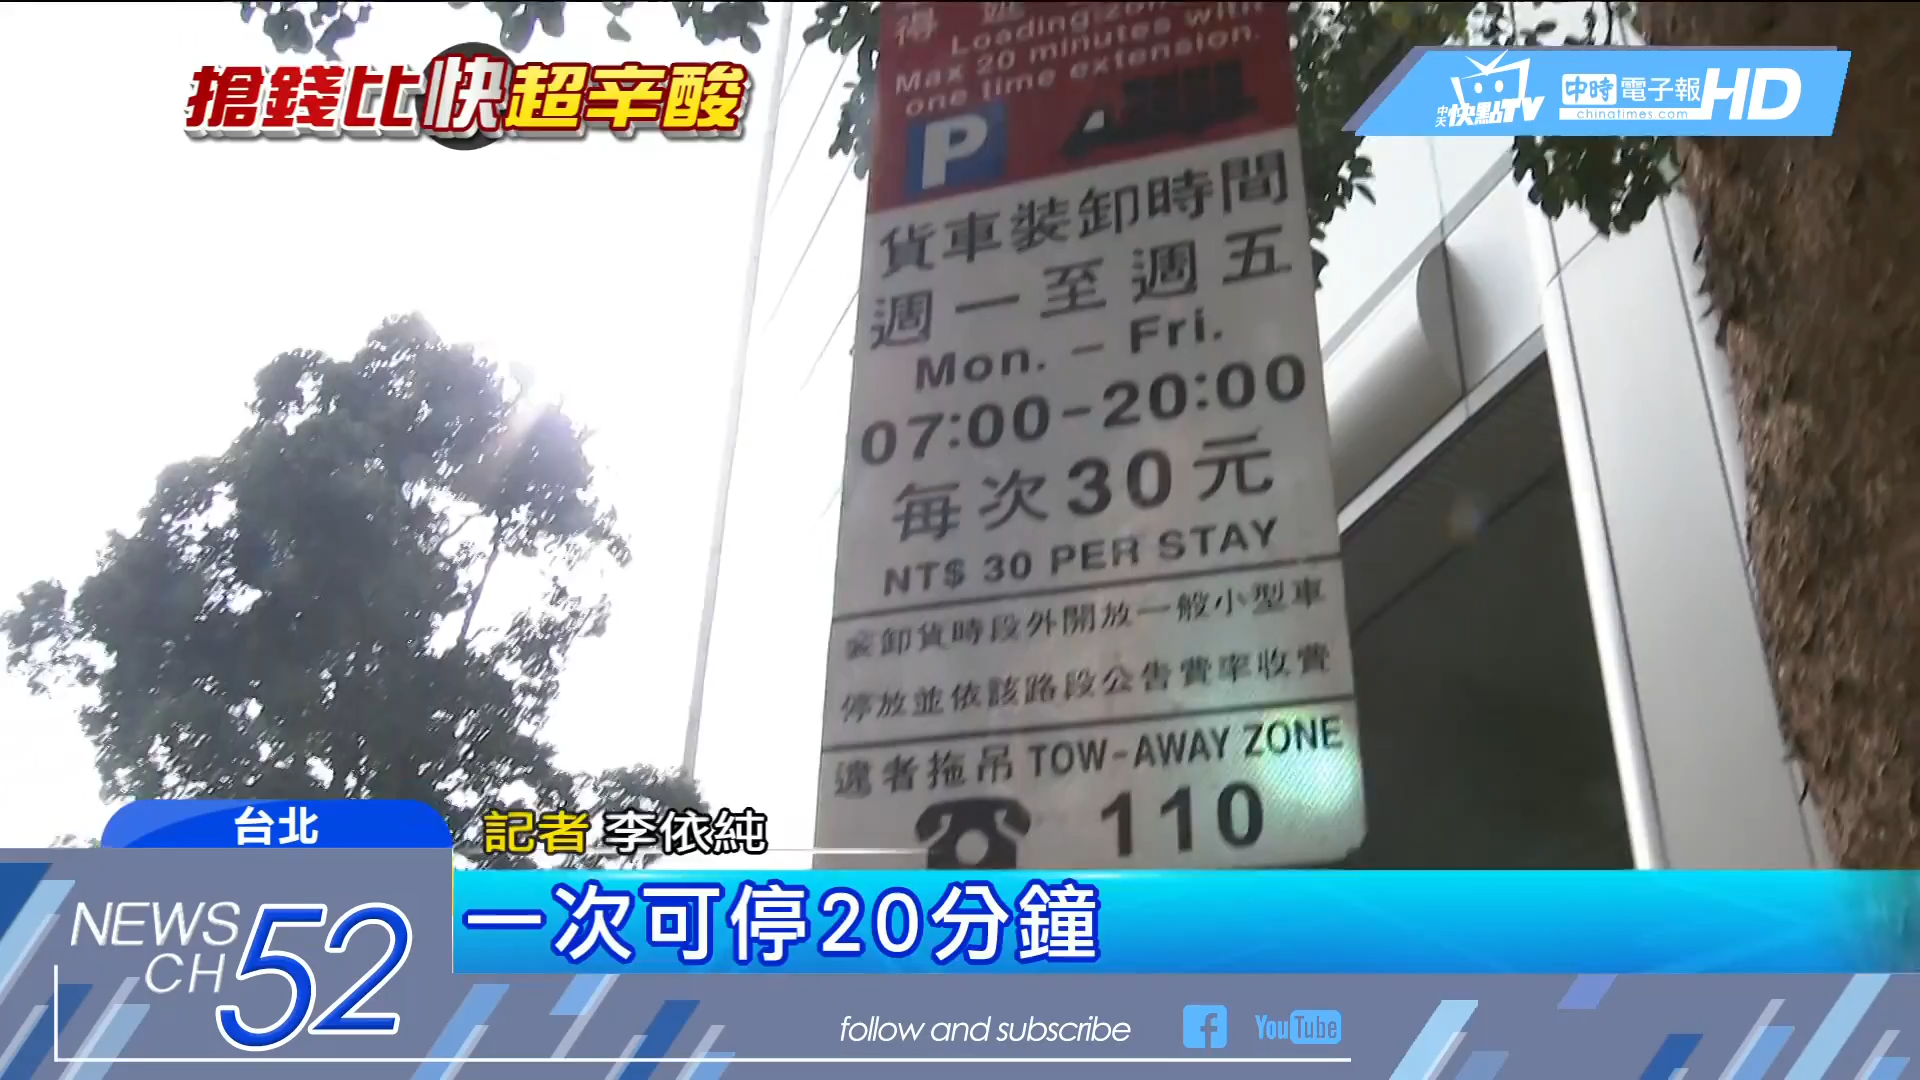 搶錢比快超辛酸
中天快點TV
中時電子報HD
chinatimes.com
得
Loading zone
Max 20 minutes with
one time extension.
P
貨車裝卸時間
週一至週五
Mon. - Fri.
07:00-20:00
每次30元
NT$ 30 PER STAY
裝卸貨時段外開放一般小型車
停放並依該路段公告費率收費
違者拖吊 TOW-AWAY ZONE
110
台北
記者 李依純
一次可停20分鐘
NEWS
CH
52
follow and subscribe
YouTube